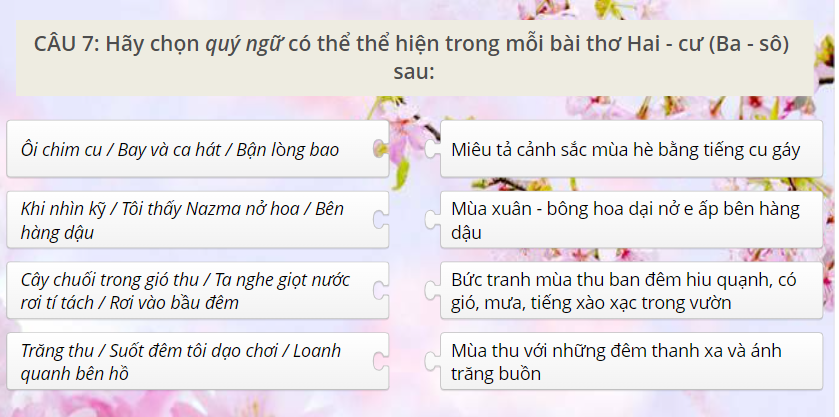 CÂU 7: Hãy chọn quý ngữ có thể thể hiện trong mỗi bài thơ Hai - cư (Ba - sô)
sau:
Ôi chim cu / Bay và ca hát / Bận lòng bao
Miêu tả cảnh sắc mùa hè bằng tiếng cu gáy
Khi nhìn kỹ / Tôi thấy Nazma nở hoa / Bên
hàng dậu
Mùa xuân - bông hoa dại nở e ấp bên hàng
dậu
Cây chuối trong gió thu / Ta nghe giọt nước
rơi tí tách / Rơi vào bầu đêm
Bức tranh mùa thu ban đêm hiu quạnh, có
gió, mưa, tiếng xào xạc trong vườn
Trăng thu / Suốt đêm tôi dạo chơi / Loanh
quanh bên hồ
Mùa thu với những đêm thanh xa và ánh
trăng buồn